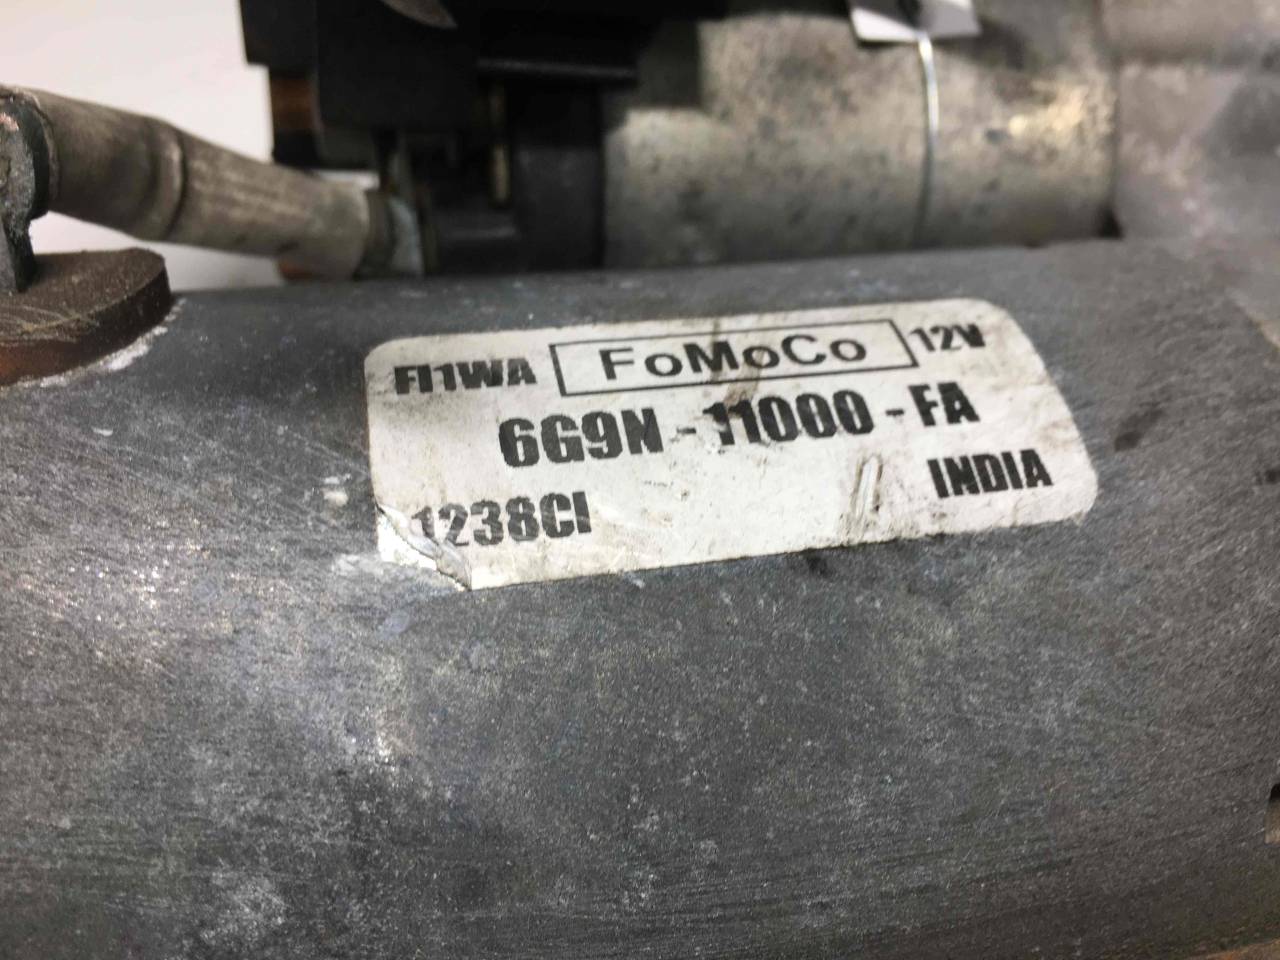 FI1WA FoMoCo 12V
6G9N-11000-FA
1238CI INDIA